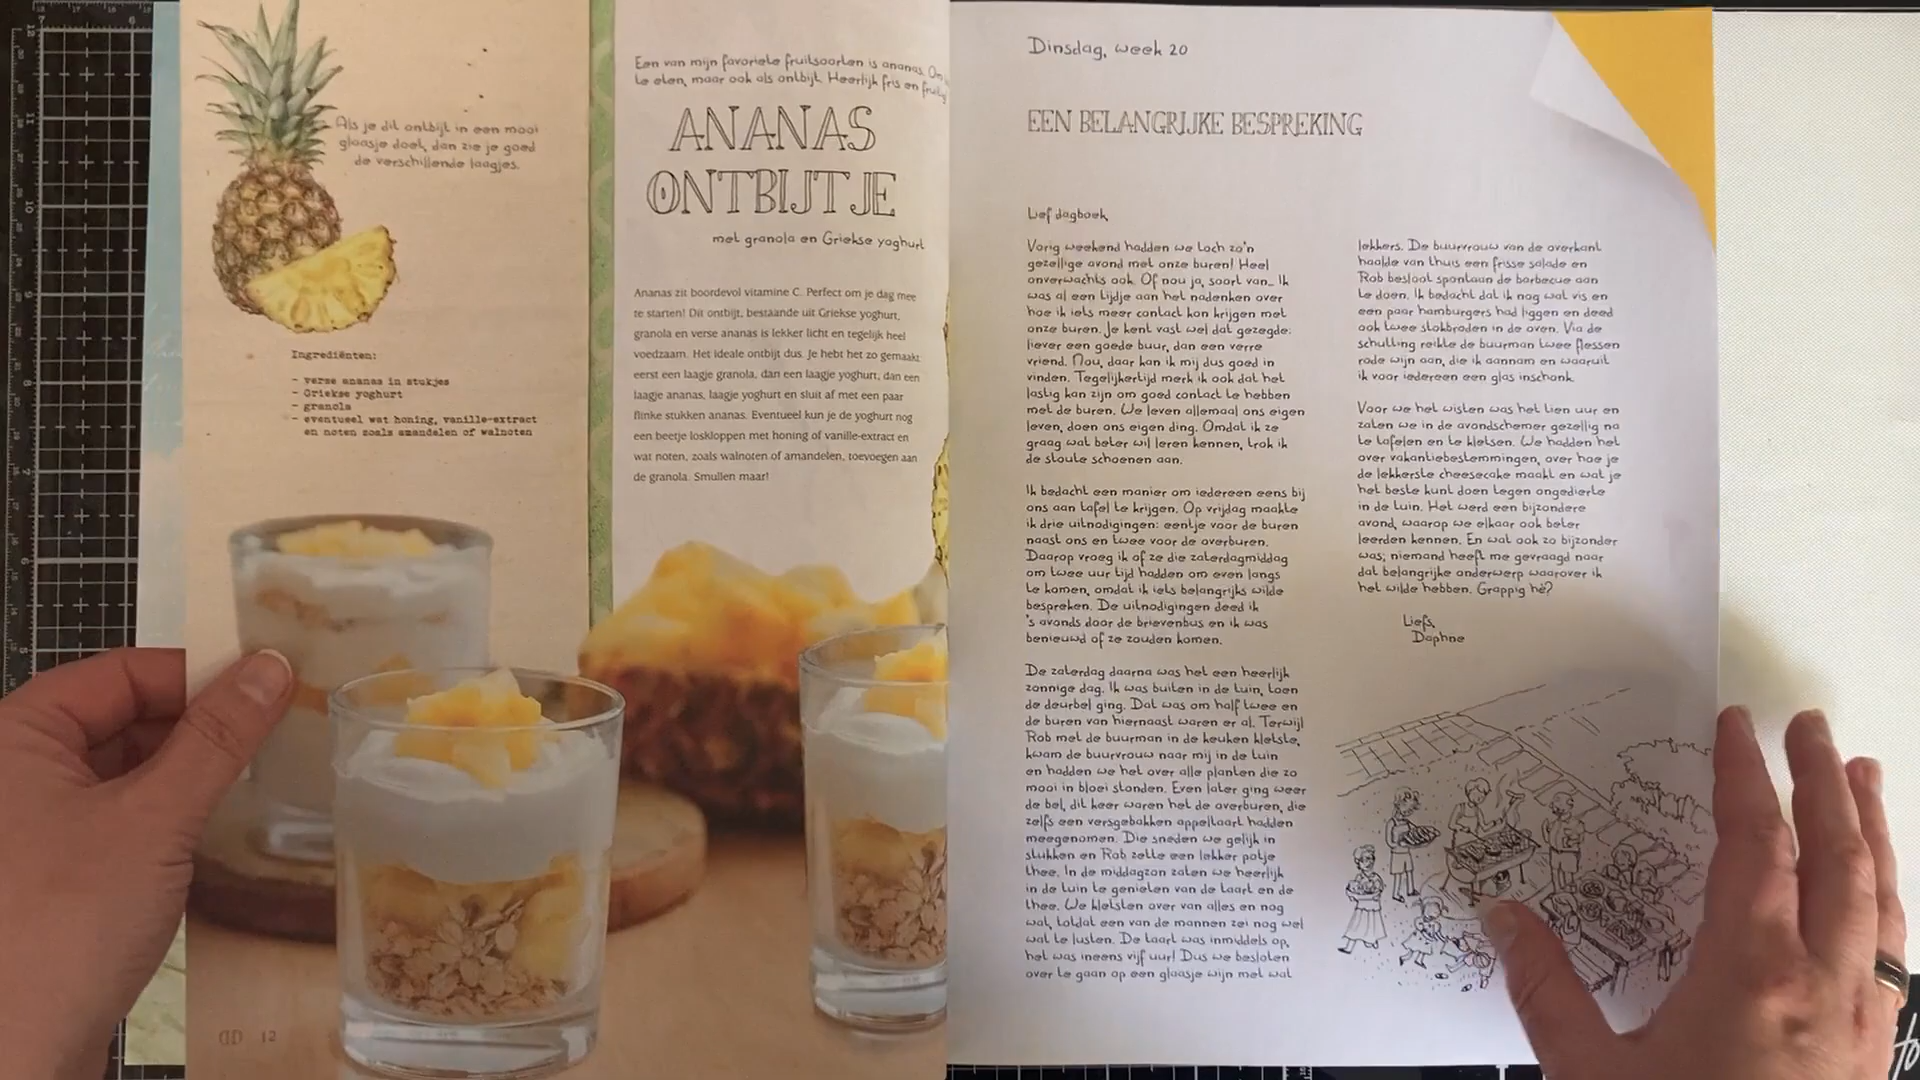 Als je dit ontbijt in een mooi
glaasje doet, dan zie je goed
de verschillende laagjes.
Ingrediënten:
- verse ananas in stukjes
- Griekse yoghurt
- granola
- eventueel wat honing, vanille-extract
en noten zoals amandelen of walnoten
12
Een van mijn favoriete fruitsoorten is ananas. Om
te eten, maar ook als ontbijt. Heerlijk fris en fruitig
ANANAS
ONTBIJTJE
met granola en Griekse yoghurt
Ananas zit boordevol vitamine C. Perfect om je dag mee
te starten! Dit ontbijt, bestaande uit Griekse yoghurt,
granola en verse ananas is lekker licht en tegelijk heel
voedzaam. Het ideale ontbijt dus. Je hebt het zo gemaakt:
eerst een laagje granola, dan een laagje yoghurt, dan een
laagje ananas, laagje yoghurt en sluit af met een paar
flinke stukken ananas. Eventueel kun je de yoghurt nog
een beetje loskloppen met honing of vanille-extract en
wat noten, zoals walnoten of amandelen, toevoegen aan
de granola. Smullen maar!
Dinsdag, week 20
EEN BELANGRIJKE BESPREKING
Lief dagboek
Vorig weekend hadden we toch zo'n
gezellige avond met onze buren! Heel
onverwachts ook. Of nou ja, soort van... Ik
was al een tijdje aan het nadenken over
hoe ik iets meer contact kon krijgen met
onze buren. Je kent vast wel dat gezegde:
liever een goede buur, dan een verre
vriend. Nou, daar kan ik mij dus goed in
vinden. Tegelijkertijd merk ik ook dat het
lastig kan zijn om goed contact te hebben
met de buren. We leven allemaal ons eigen
leven, doen ons eigen ding. Omdat ik ze
graag wat beter wil leren kennen, trok ik
de stoute schoenen aan.
Ik bedacht een manier om iedereen eens bij
ons aan tafel te krijgen. Op vrijdag maakte
ik drie uitnodigingen: eentje voor de buren
naast ons en twee voor de overburen.
Daarop vroeg ik of ze die zaterdagmiddag
om twee uur tijd hadden om even langs
te komen, omdat ik iets belangrijks wilde
bespreken. De uitnodigingen deed ik
's avonds door de brievenbus en ik was
benieuwd of ze zouden komen.
De zaterdag daarna was het een heerlijk
zonnige dag. Ik was buiten in de tuin, toen
de deurbel ging. Dat was om half twee en
de buren van hiernaast waren er al. Terwijl
Rob met de buurman in de keuken kletste,
kwam de buurvrouw naar mij in de tuin
en hadden we het over alle planten die zo
mooi in bloei stonden. Even later ging weer
de bel, dit keer waren het de overburen, die
zelfs een versgebakken appeltaart hadden
meegenomen. Die sneden we gelijk in
stukken en Rob zette een lekker potje
thee. In de middagzon zaten we heerlijk
in de tuin te genieten van de taart en de
thee. We kletsten over van alles en nog
wat, totdat een van de mannen zei nog wel
wat te lusten. De taart was inmiddels op,
het was ineens vijf uur! Dus we besloten
over te gaan op een glaasje wijn met wat
lekkers. De buurvrouw van de overkant
haalde van thuis een frisse salade en
Rob besloot spontaan de barbecue aan
te doen. Ik bedacht dat ik nog wat vis en
een paar hamburgers had liggen en deed
ook twee stokbroden in de oven. Via de
schutting reikte de buurman twee flessen
rode wijn aan, die ik aannam en waaruit
ik voor iedereen een glas inschonk.
Voor we het wisten was het tien uur en
zaten we in de avondschemer gezellig na
te tafelen en te kletsen. We hadden het
over vakantiebestemmingen, over hoe je
de lekkerste cheesecake maakt en wat je
het beste kunt doen tegen ongedierte
in de tuin. Het werd een bijzondere
avond, waarop we elkaar ook beter
leerden kennen. En wat ook zo bijzonder
was; niemand heeft me gevraagd naar
dat belangrijke onderwerp waarover ik
het wilde hebben. Grappig hè?
Liefs,
Daphne